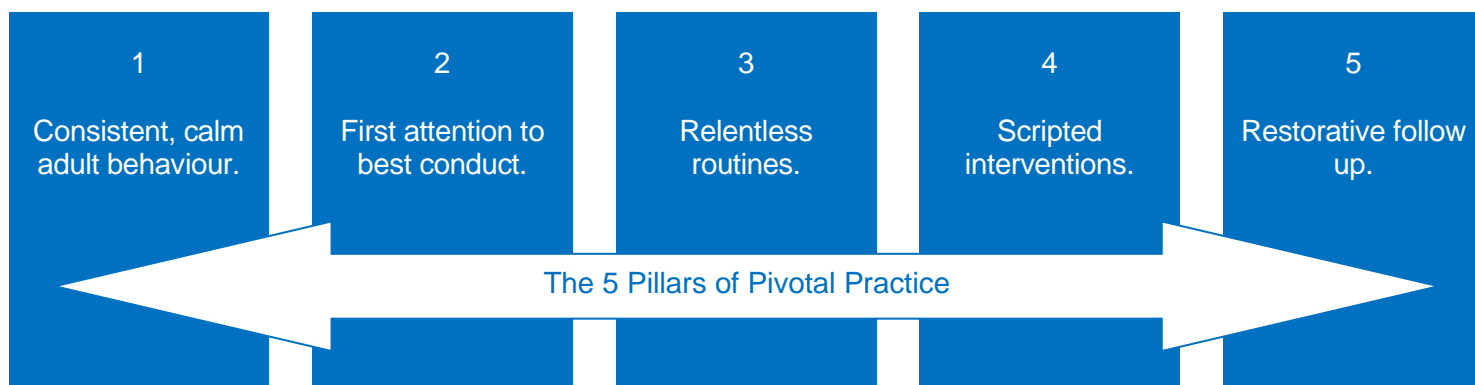 1
Consistent, calm
adult behaviour.
2
First attention to
best conduct.
3
Relentless
routines.
4
Scripted
interventions.
5
Restorative follow
up.
The 5 Pillars of Pivotal Practice